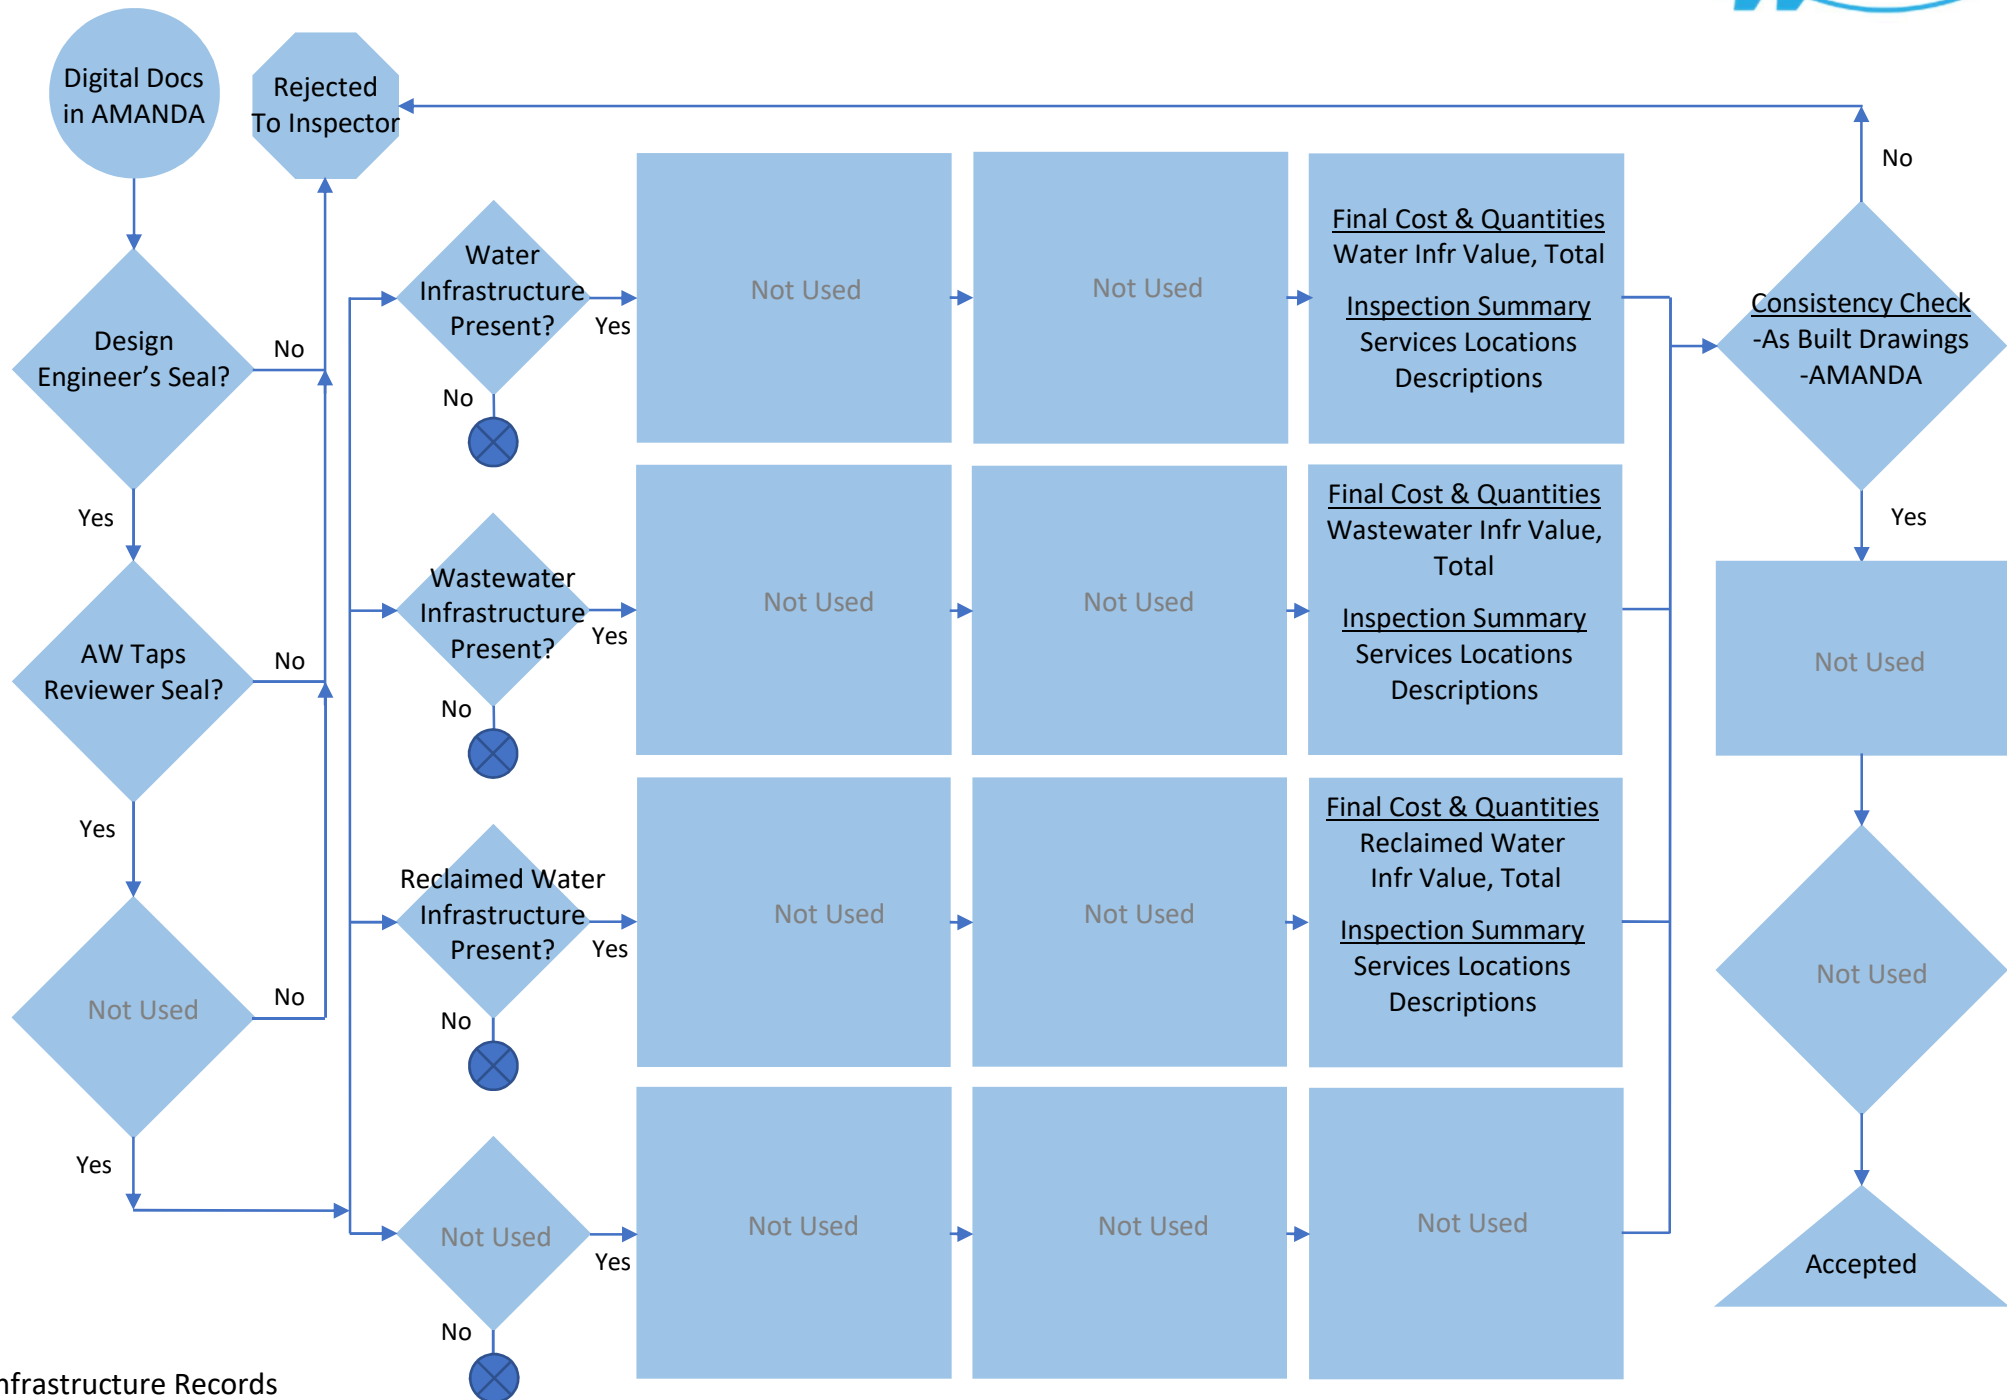 Digital Docs
in AMANDA
Rejected
To Inspector
No
Water
Infrastructure
Present?
Yes
No
Not Used
Not Used
Final Cost & Quantities
Water Infr Value, Total
Inspection Summary
Services Locations
Descriptions
Consistency Check
-As Built Drawings
-AMANDA
Yes
Design
Engineer’s Seal?
No
Yes
Wastewater
Infrastructure
Present?
Yes
No
Not Used
Not Used
Final Cost & Quantities
Wastewater Infr Value,
Total
Inspection Summary
Services Locations
Descriptions
Not Used
AW Taps
Reviewer Seal?
No
Yes
Reclaimed Water
Infrastructure
Present?
Yes
No
Not Used
Not Used
Final Cost & Quantities
Reclaimed Water
Infr Value, Total
Inspection Summary
Services Locations
Descriptions
Not Used
Not Used
No
Yes
Not Used
Yes
No
Not Used
Not Used
Not Used
Accepted
nfrastructure Records